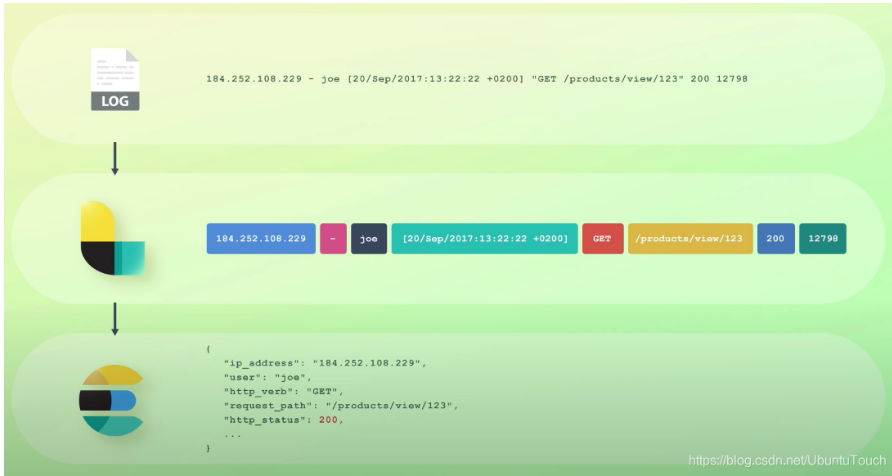 LOG
184.252.108.229 - joe [20/Sep/2017:13:22:22 +0200] "GET /products/view/123" 200 12798
184.252.108.229 - joe [20/Sep/2017:13:22:22 +0200] GET /products/view/123 200 12798
{
"ip_address": "184.252.108.229",
"user": "joe",
"http_verb": "GET",
"request_path": "/products/view/123",
"http_status": 200,
...
}
https://blog.csdn.net/UbuntuTouch